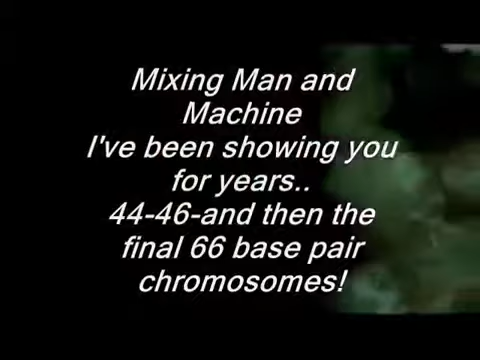 Mixing Man and
Machine
I've been showing you
for years..
44-46-and then the
final 66 base pair
chromosomes!